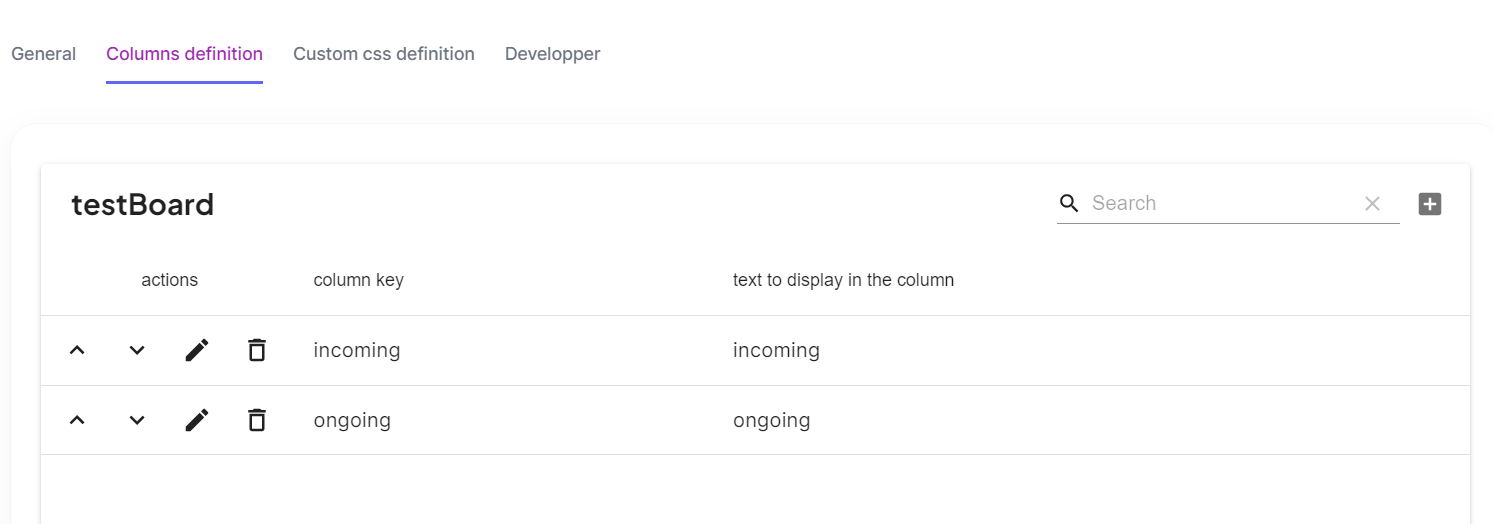 General Columns definition Custom css definition Developper
testBoard Search
actions column key text to display in the column
incoming incoming
ongoing ongoing